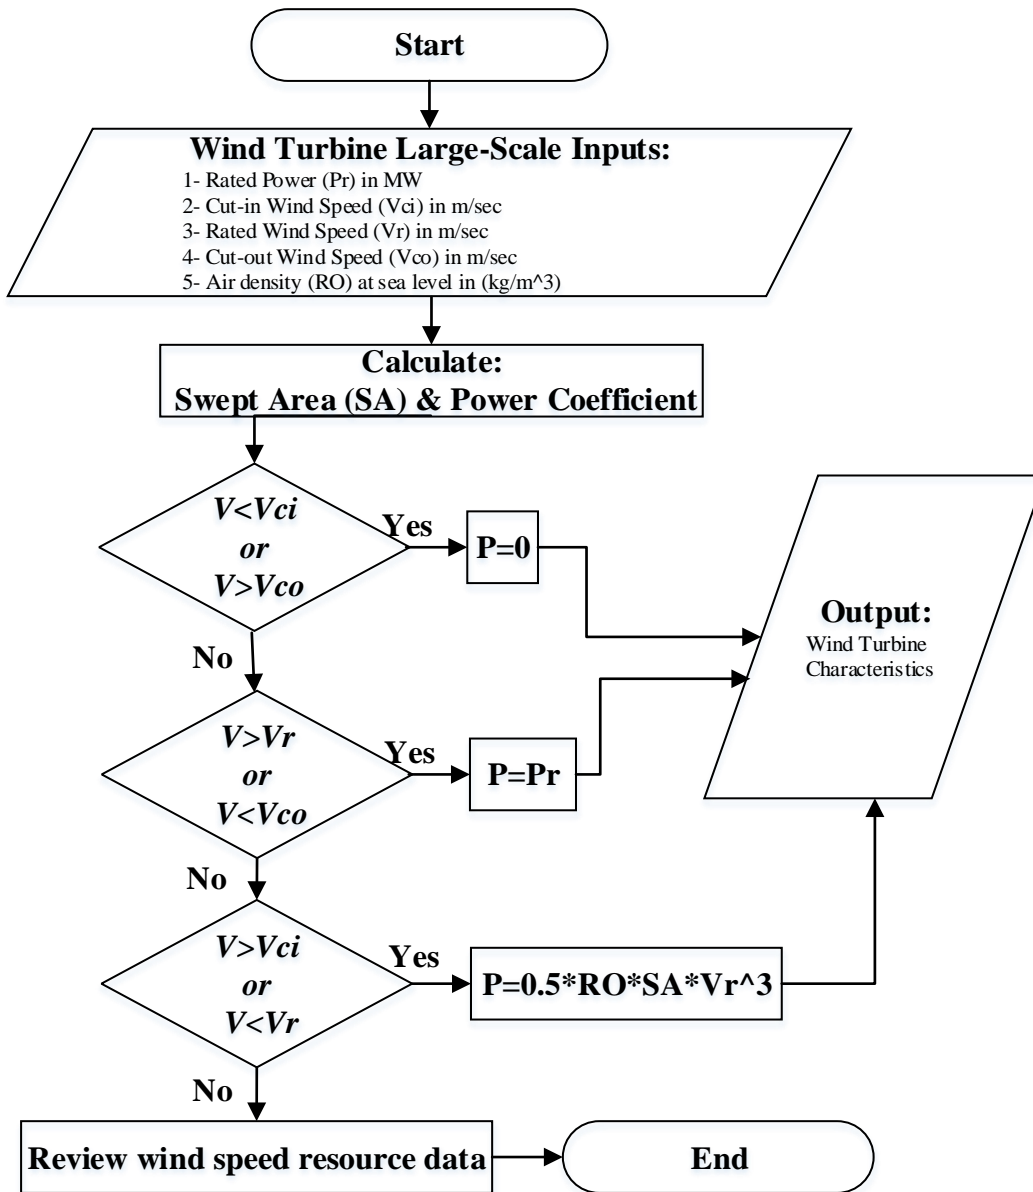 Start
Wind Turbine Large-Scale Inputs:
1- Rated Power (Pr) in MW
2- Cut-in Wind Speed (Vci) in m/sec
3- Rated Wind Speed (Vr) in m/sec
4- Cut-out Wind Speed (Vco) in m/sec
5- Air density (RO) at sea level in (kg/m^3)
Calculate:
Swept Area (SA) & Power Coefficient
V<Vci
or
V>Vco
Yes
P=0
Output:
Wind Turbine
Characteristics
No
V>Vr
or
V<Vco
Yes
P=Pr
No
V>Vci
or
V<Vr
Yes
P=0.5*RO*SA*Vr^3
No
Review wind speed resource data
End